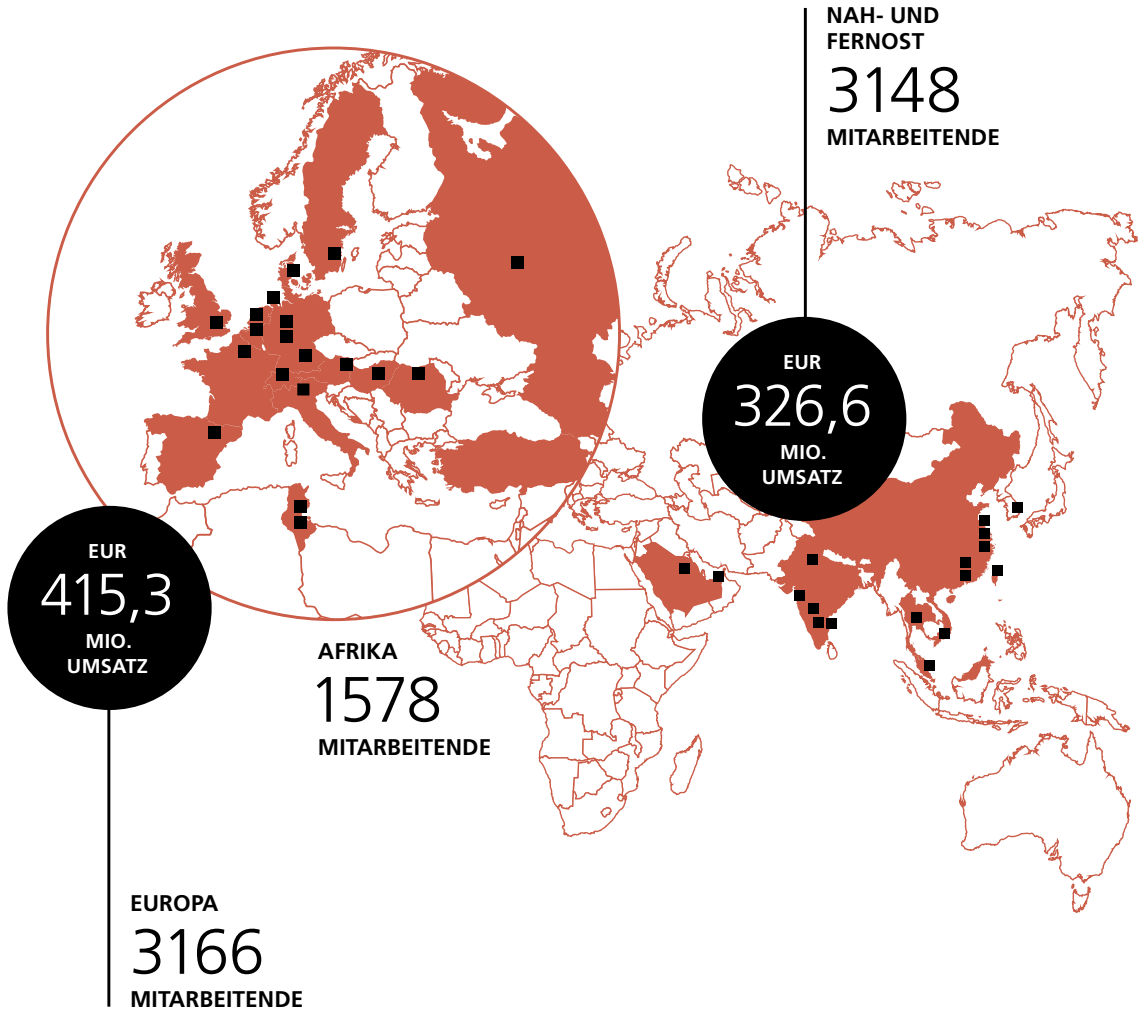 NAH- UND
FERNOST
3148
MITARBEITENDE
EUR
326,6
MIO.
UMSATZ
EUR
415,3
MIO.
UMSATZ
AFRIKA
1578
MITARBEITENDE
EUROPA
3166
MITARBEITENDE